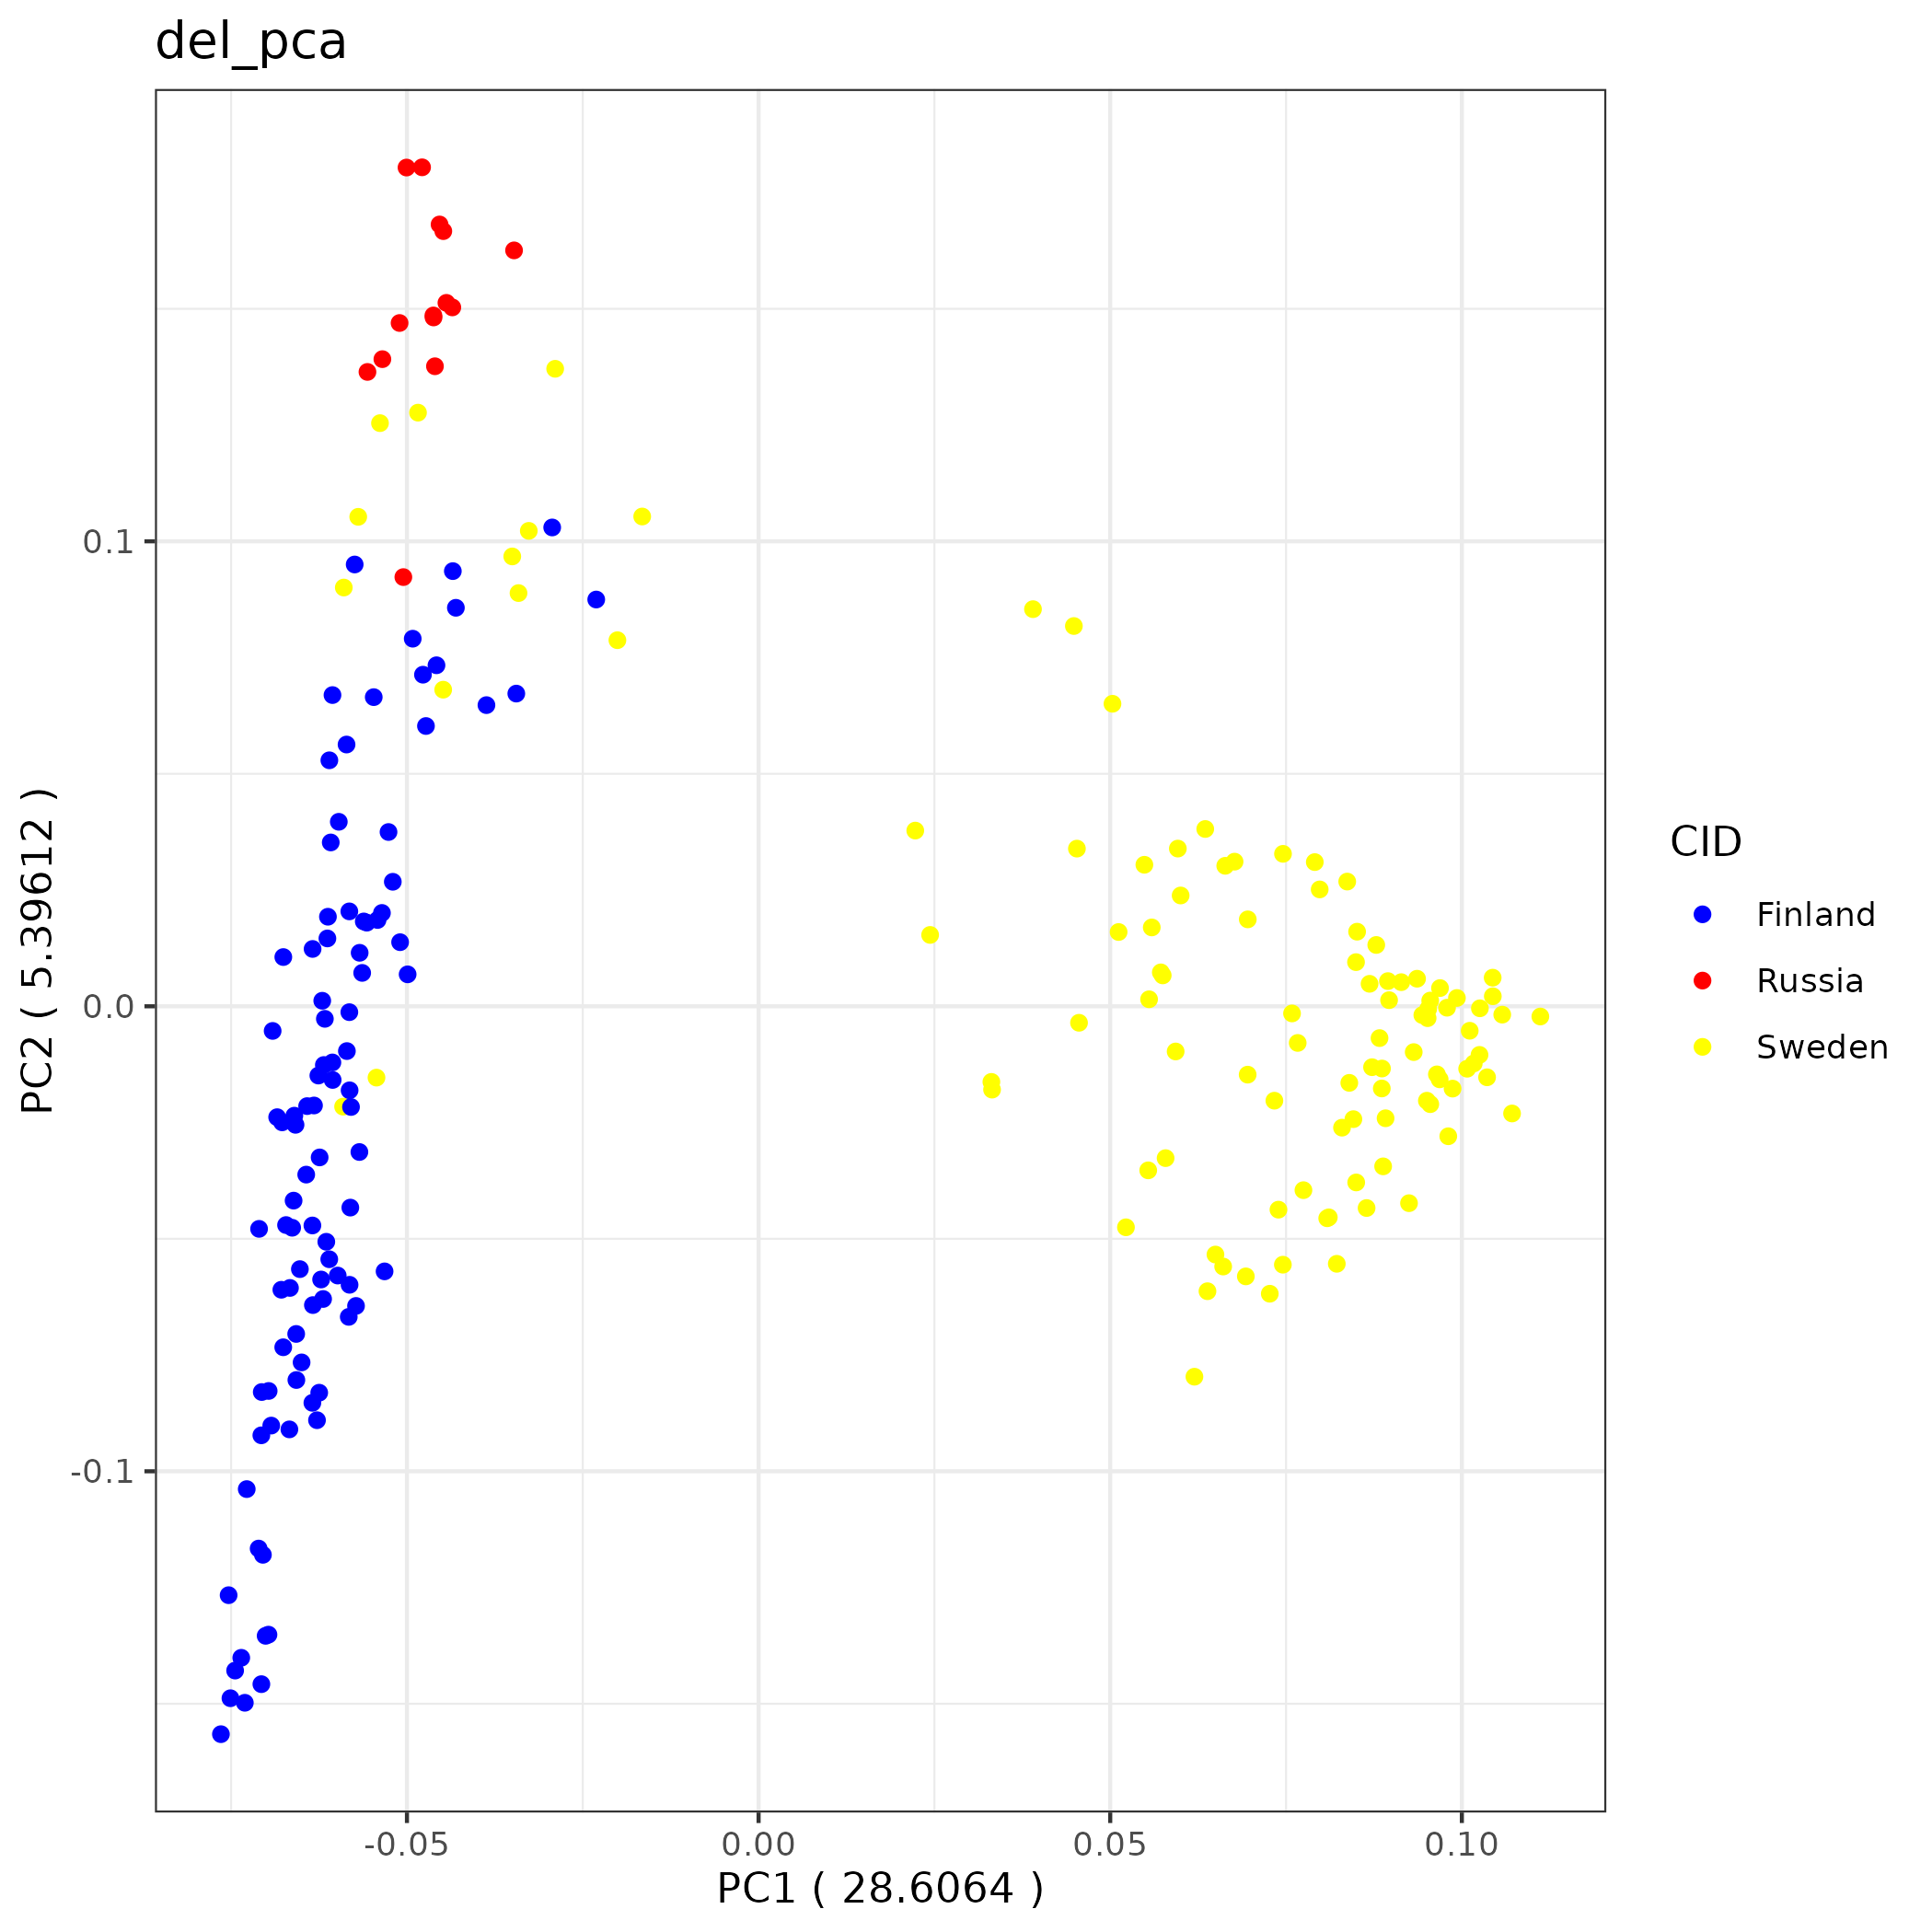 del_pca
PC2 ( 5.39612 )
0.1
0.0
-0.1
-0.05
0.00
0.05
0.10
PC1 ( 28.6064 )
CID
Finland
Russia
Sweden